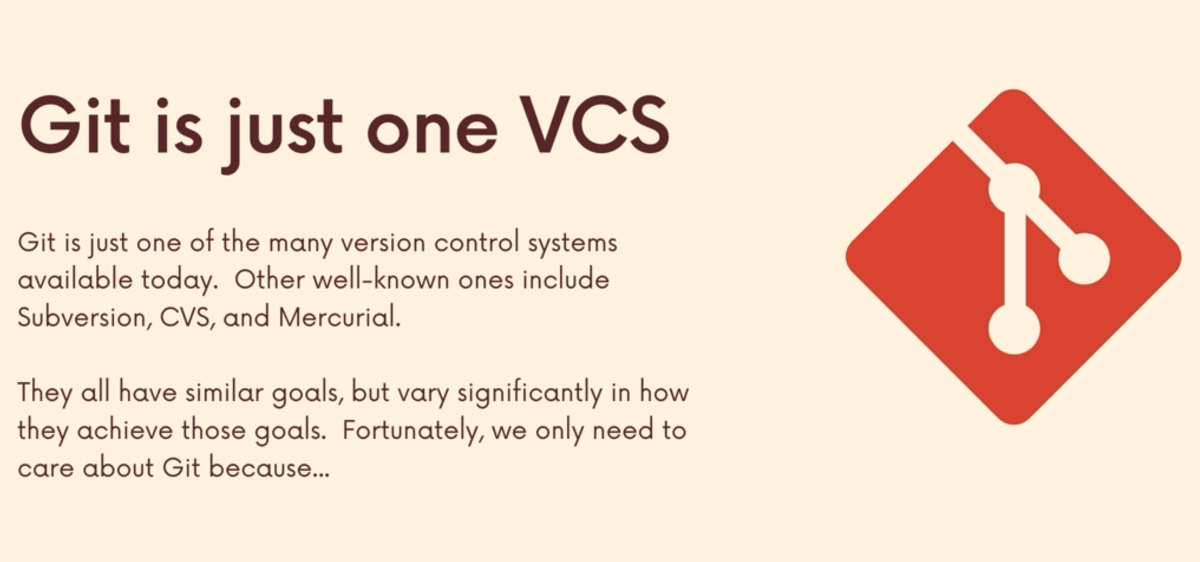 Git is just one VCS
Git is just one of the many version control systems
available today.  Other well-known ones include
Subversion, CVS, and Mercurial.
They all have similar goals, but vary significantly in how
they achieve those goals.  Fortunately, we only need to
care about Git because...